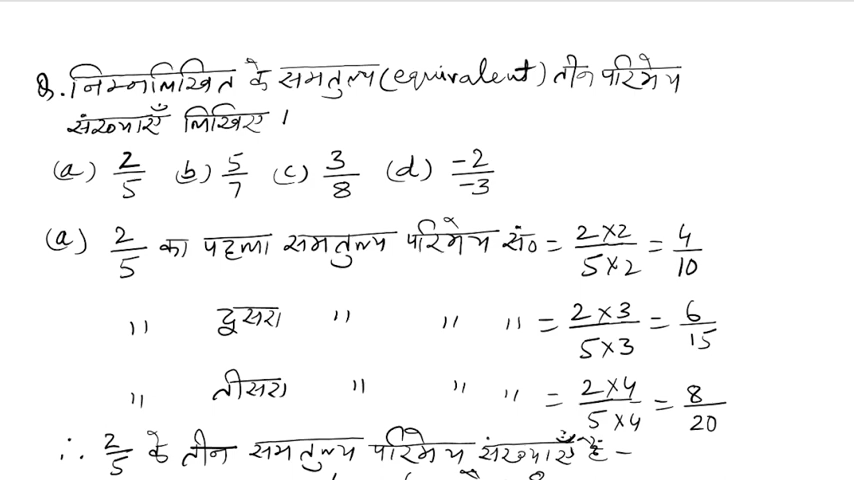 Q. निम्नलिखित के समतुल्य (equivalent) तीन परिमेय
संख्याएँ लिखिए ।
(a) 2/5 (b) 5/7 (c) 3/8 (d) -2/-3
(a) 2/5 का पहला समतुल्य परिमेय सं० = 2×2/5×2 = 4/10
" दूसरा " " " = 2×3/5×3 = 6/15
" तीसरा " " " = 2×4/5×4 = 8/20
∴ 2/5 के तीन समतुल्य परिमेय संख्याएँ हैं -